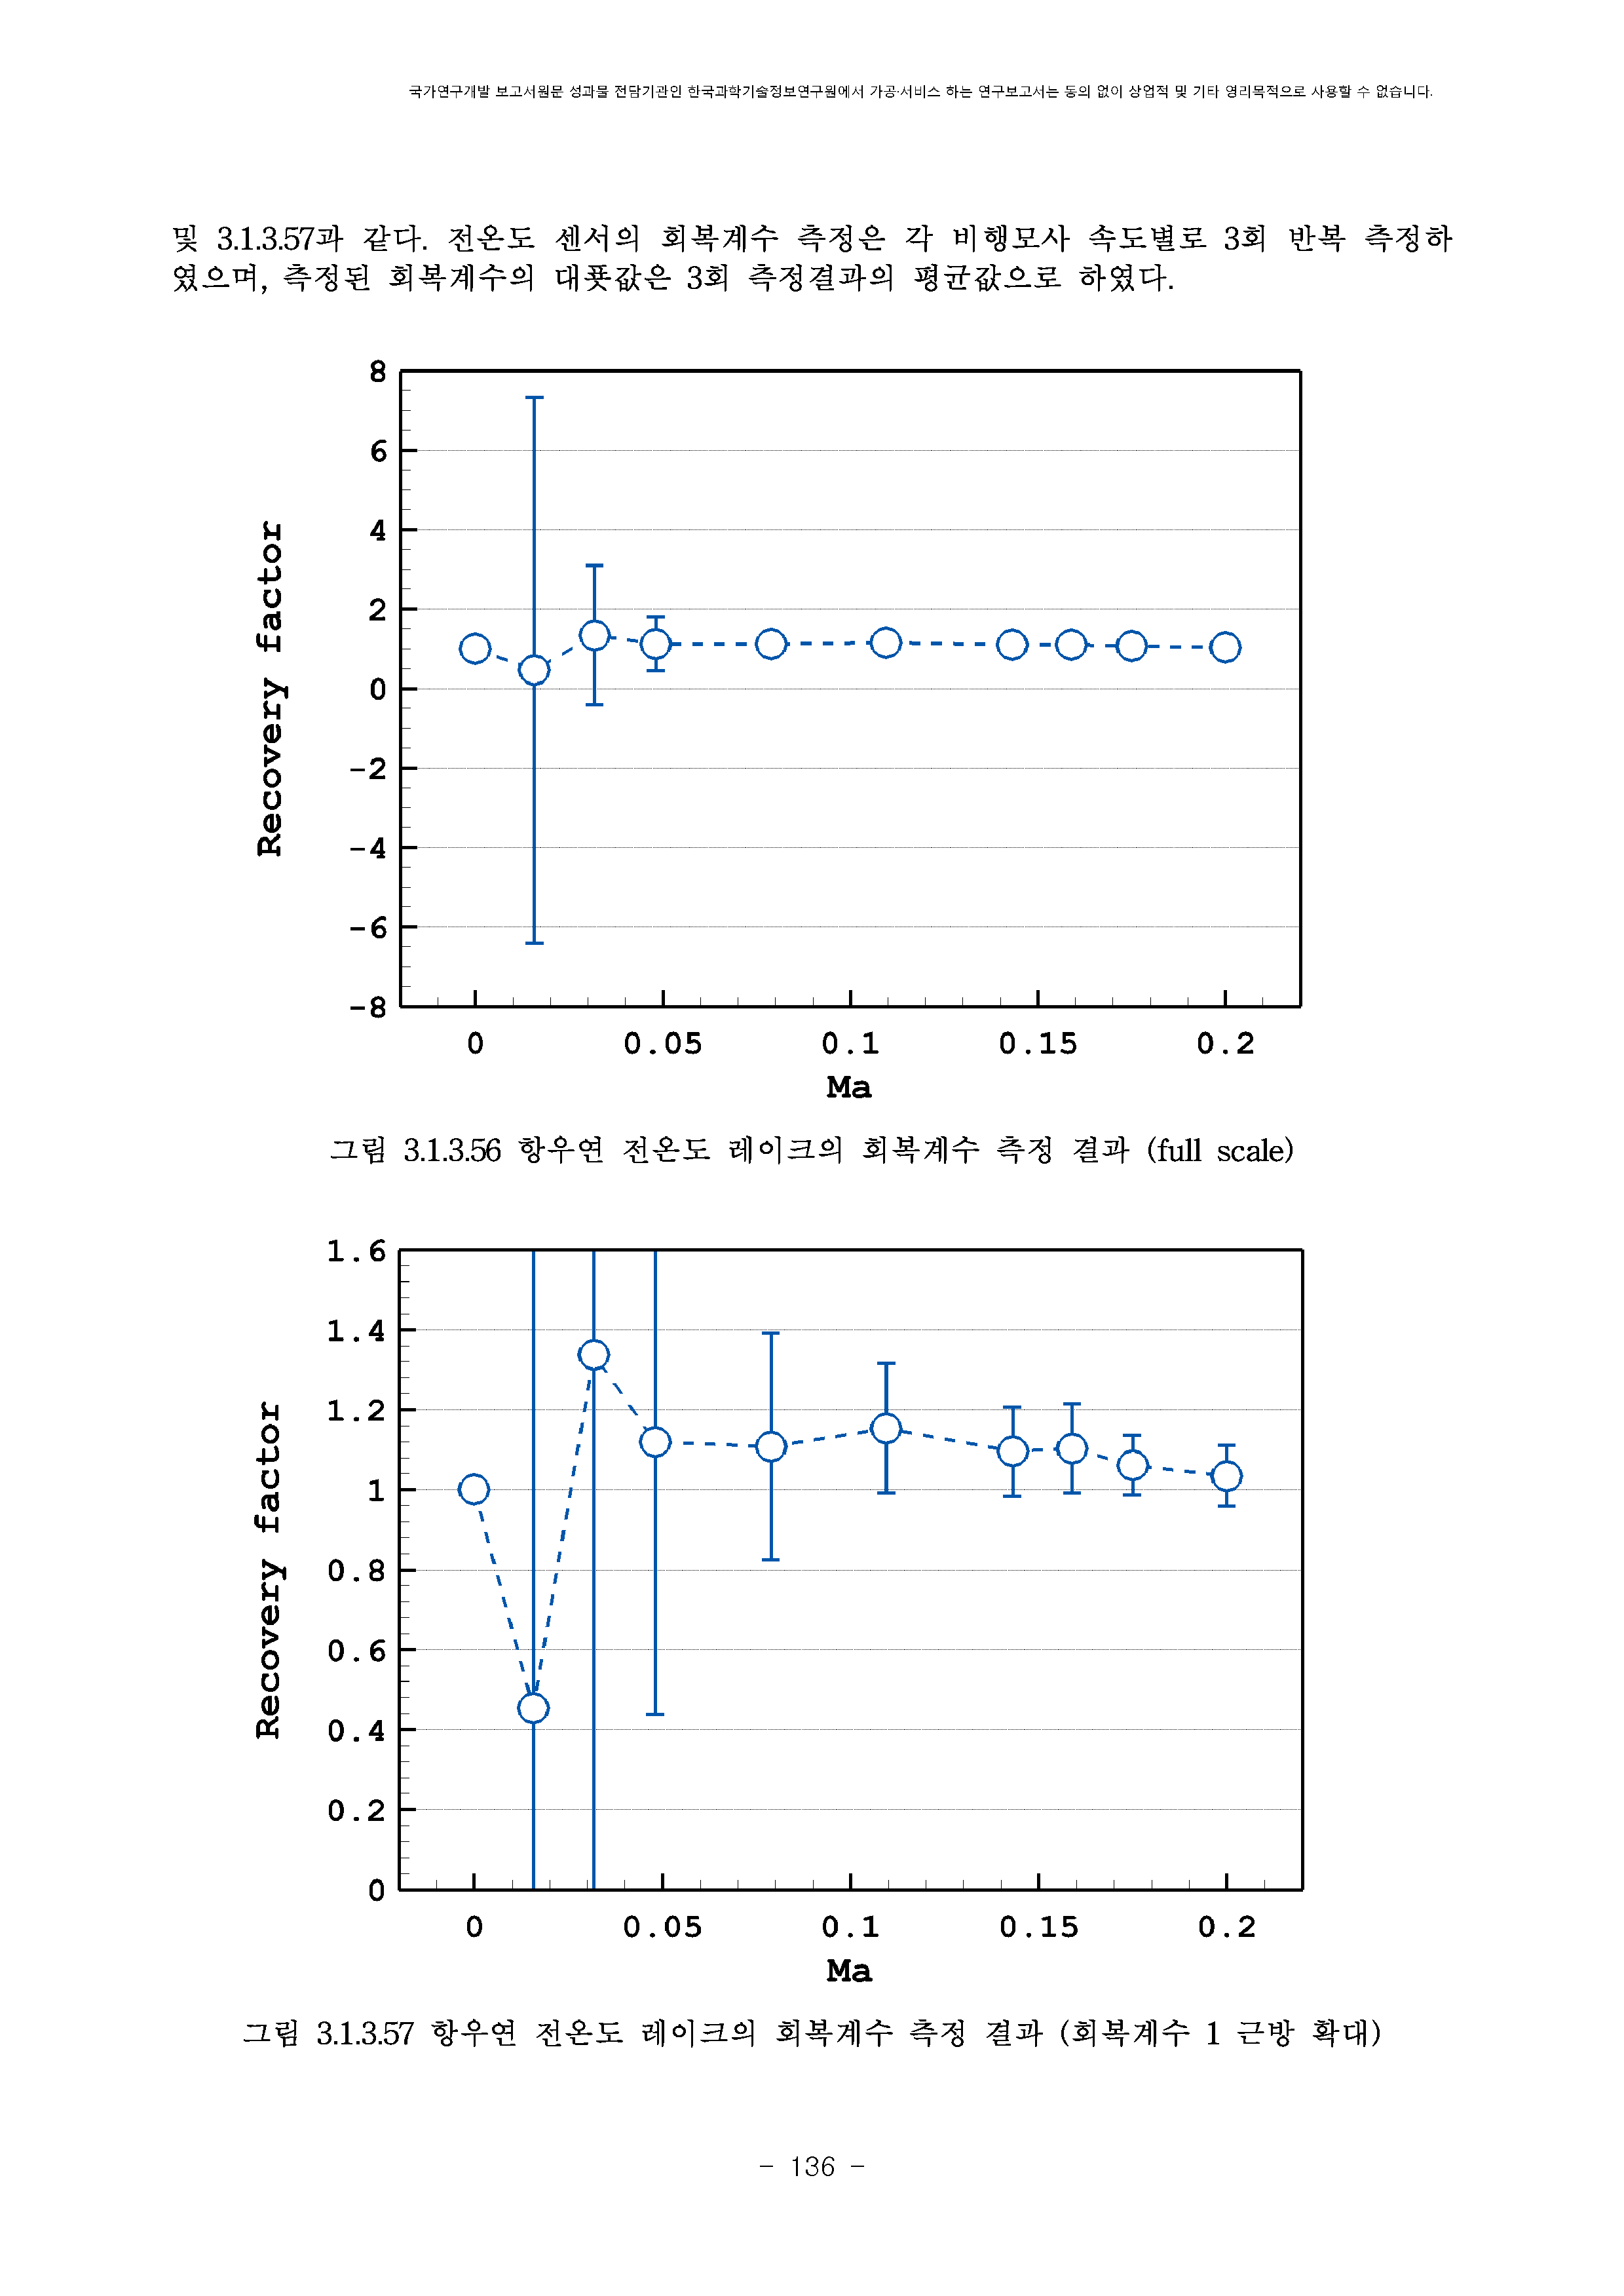 국가연구개발 보고서원문 성과물 전담기관인 한국과학기술정보연구원에서 가공·서비스 하는 연구보고서는 동의 없이 상업적 및 기타 영리목적으로 사용할 수 없습니다.
및 3.1.3.57과 같다. 전온도 센서의 회복계수 측정은 각 비행모사 속도별로 3회 반복 측정하
였으며, 측정된 회복계수의 대푯값은 3회 측정결과의 평균값으로 하였다.
8
6
4
2
0
-2
-4
-6
-8
Recovery factor
0 0.05 0.1 0.15 0.2
Ma
그림 3.1.3.56 항우연 전온도 레이크의 회복계수 측정 결과 (full scale)
1.6
1.4
1.2
1
0.8
0.6
0.4
0.2
0
Recovery factor
0 0.05 0.1 0.15 0.2
Ma
그림 3.1.3.57 항우연 전온도 레이크의 회복계수 측정 결과 (회복계수 1 근방 확대)
- 136 -